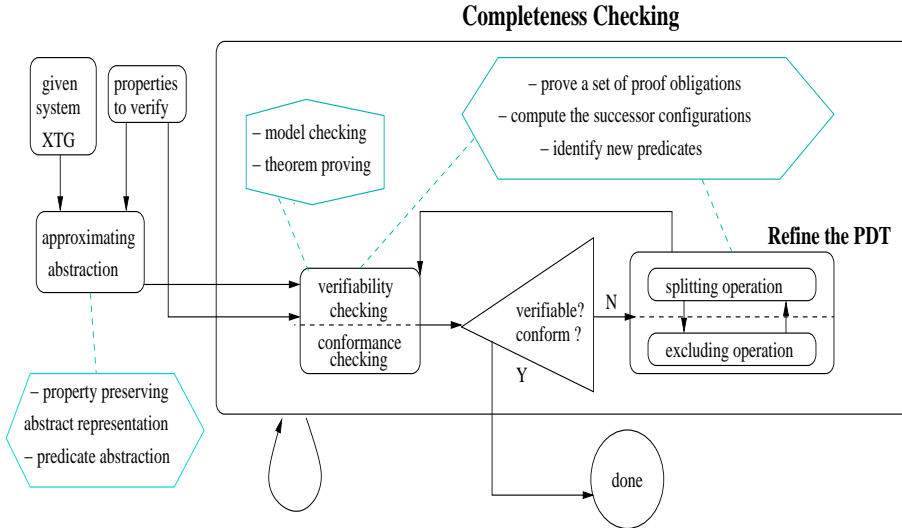 Completeness Checking
given
system
XTG
properties
to verify
– model checking
– theorem proving
– prove a set of proof obligations
– compute the successor configurations
– identify new predicates
approximating
abstraction
verifiability
checking
conformance
checking
verifiable?
conform ?
N
Y
Refine the PDT
splitting operation
excluding operation
– property preserving
abstract representation
– predicate abstraction
done